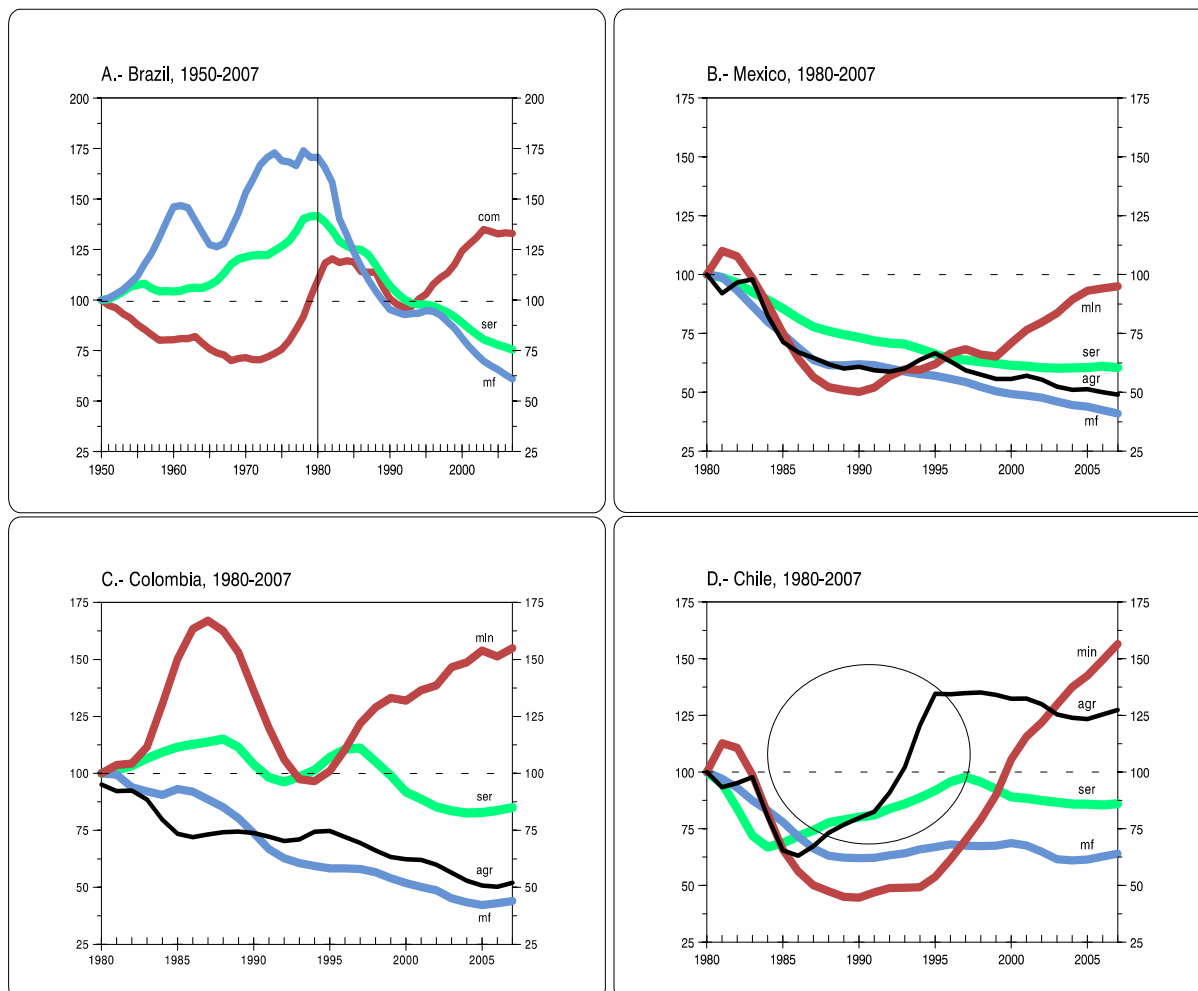 A.- Brazil, 1950-2007
200 200
175 175
150 150
com
125 125
100 100
ser
75 75
mf
50 50
25 25
1950 1960 1970 1980 1990 2000
B.- Mexico, 1980-2007
175 175
150 150
125 125
100 100
mln
75 75
ser
agr
50 50
mf
25 25
1980 1985 1990 1995 2000 2005
C.- Colombia, 1980-2007
175 175
mln
150 150
125 125
100 100
ser
75 75
agr
50 50
mf
25 25
1980 1985 1990 1995 2000 2005
D.- Chile, 1980-2007
175 175
min
150 150
agr
125 125
100 100
ser
75 75
mf
50 50
25 25
1980 1985 1990 1995 2000 2005